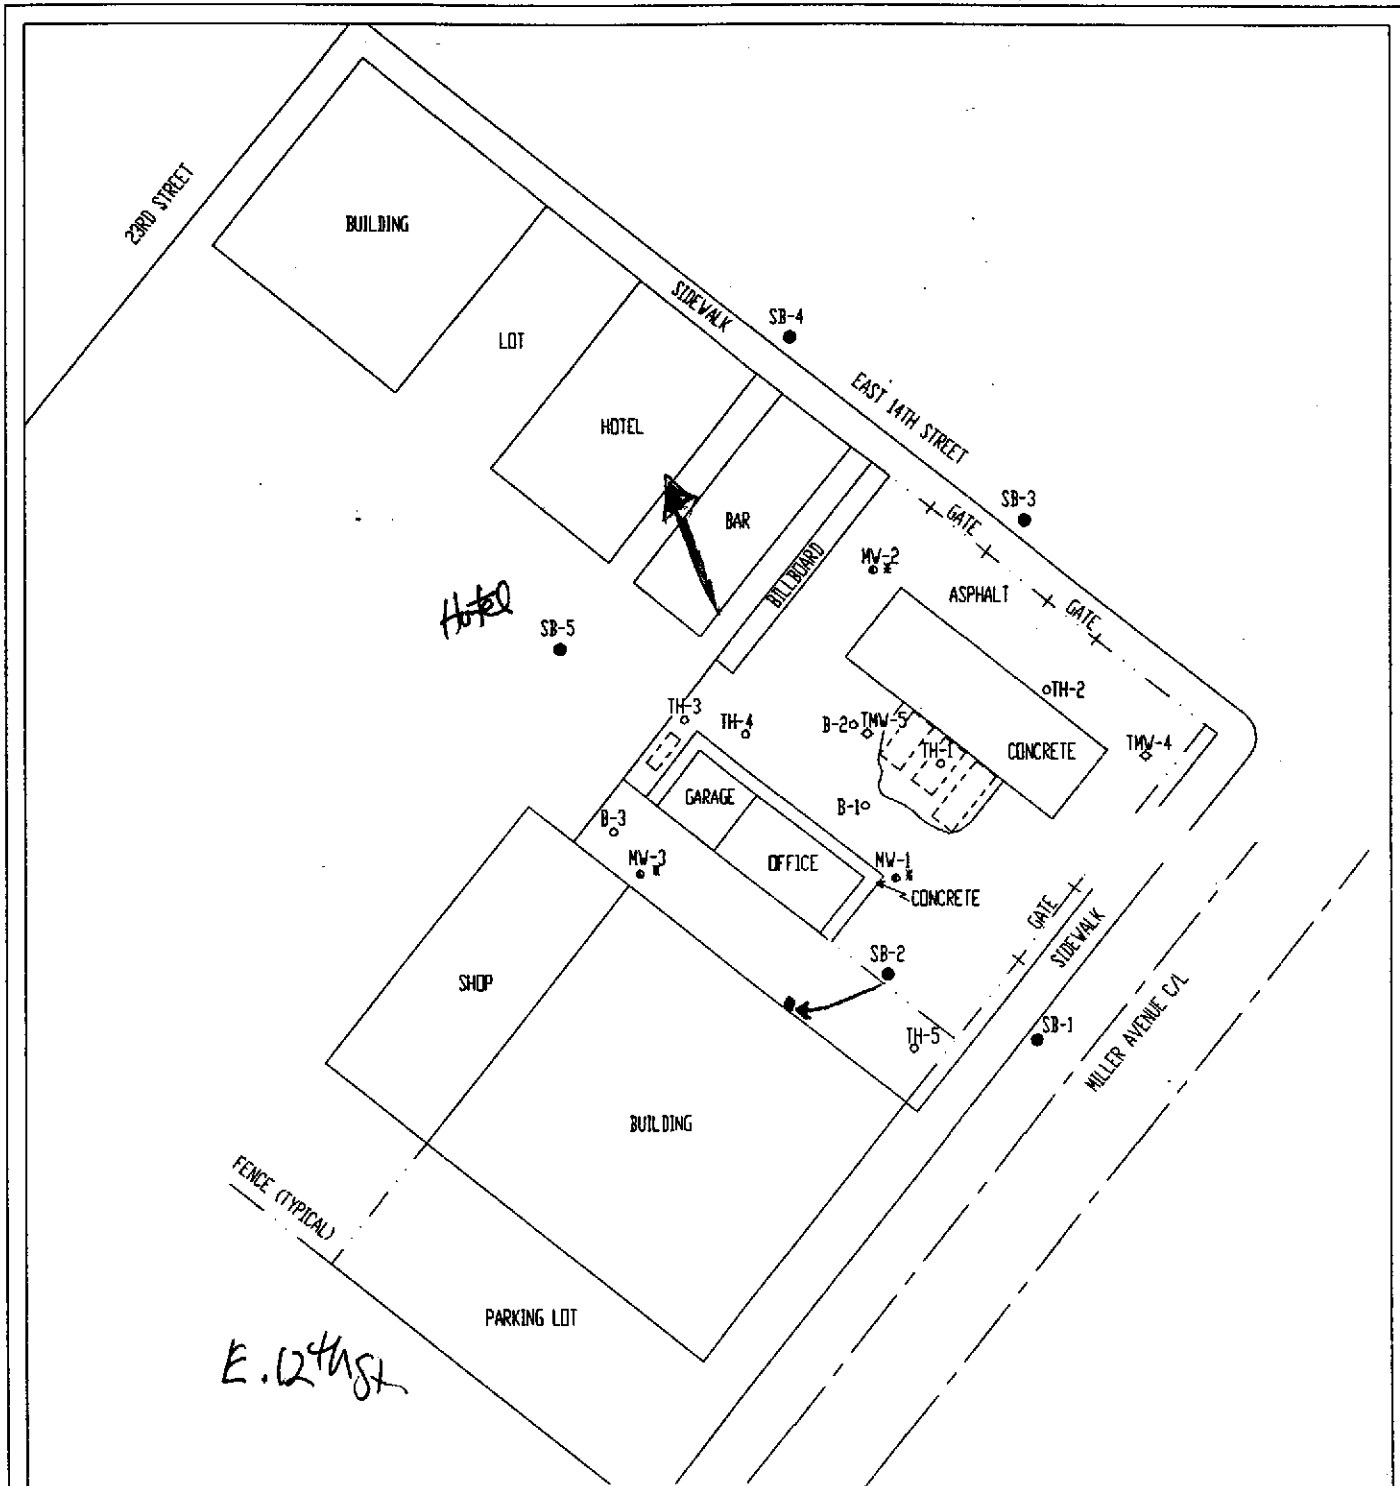 23RD STREET
BUILDING
SIDEWALK
SB-4
LOT
EAST 14TH STREET
HOTEL
SB-3
GATE
BAR
MW-2 *
BILLBOARD
ASPHALT
GATE
Hotel
SB-5
TH-2
TH-3
TH-4
B-2
TMW-5
TH-1
CONCRETE
TMW-4
GARAGE
B-1
B-3
MW-3 *
OFFICE
MW-1 *
CONCRETE
GATE
SIDEWALK
SB-2
SHOP
MILLER AVENUE C/L
SB-1
TH-5
BUILDING
FENCE (TYPICAL)
PARKING LOT
E. 12th St